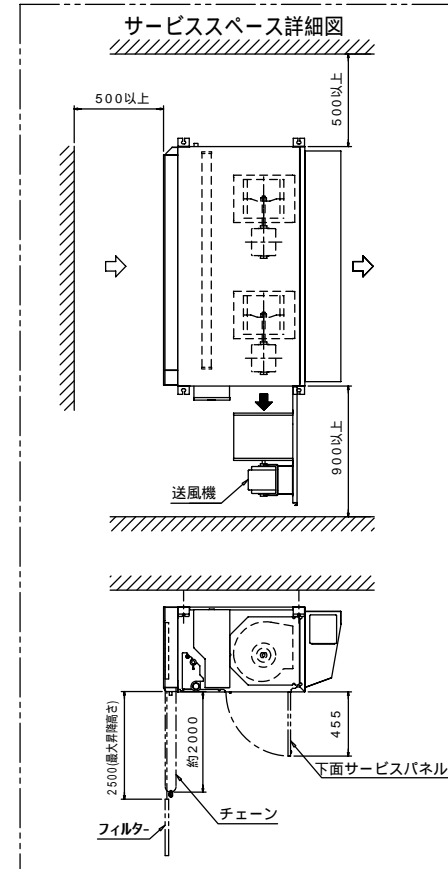 サービススペース詳細図
500以上
500以上
900以上
送風機
2500(最大昇降高さ)
約2000
455
下面サービスパネル
チェーン
フィルター